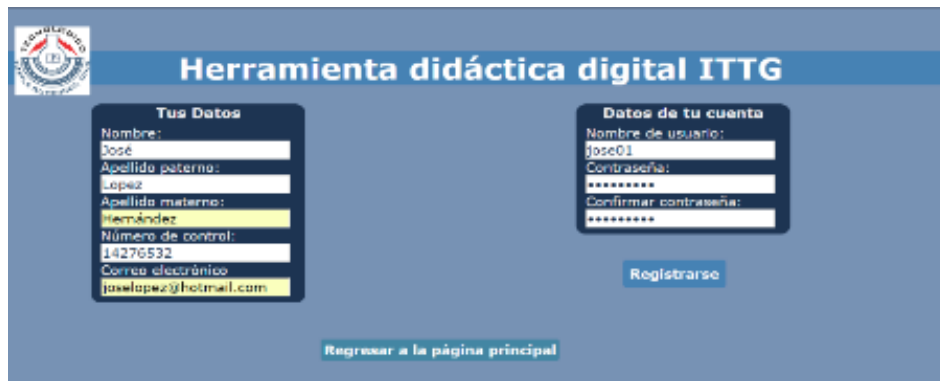 Herramienta didáctica digital ITTG
Tus Datos
Nombre:
José
Apellido paterno:
Lopez
Apellido materno:
Hernández
Número de control:
14276532
Correo electrónico
joselopez@hotmail.com
Datos de tu cuenta
Nombre de usuario:
jose01
Contraseña:
•••••••••
Confirmar contraseña:
•••••••••
Registrarse
Regresar a la página principal